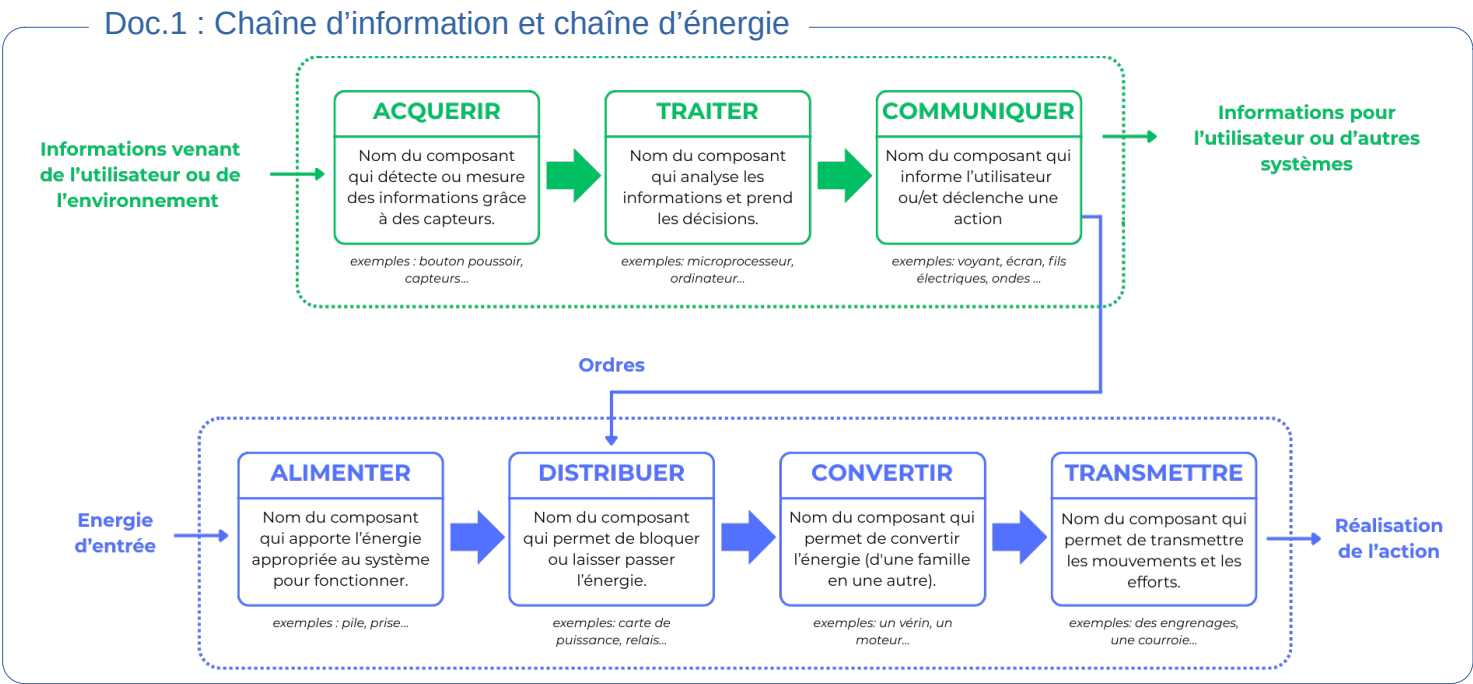 Doc.1 : Chaîne d’information et chaîne d’énergie
Informations venant
de l’utilisateur ou de
l’environnement
ACQUERIR
Nom du composant
qui détecte ou mesure
des informations grâce
à des capteurs.
exemples : bouton poussoir,
capteurs...
TRAITER
Nom du composant
qui analyse les
informations et prend
les décisions.
exemples: microprocesseur,
ordinateur...
COMMUNIQUER
Nom du composant qui
informe l’utilisateur
ou/et déclenche une
action
exemples: voyant, écran, fils
électriques, ondes ...
Informations pour
l’utilisateur ou d’autres
systèmes
Ordres
Energie
d’entrée
ALIMENTER
Nom du composant
qui apporte l’énergie
appropriée au système
pour fonctionner.
exemples : pile, prise...
DISTRIBUER
Nom du composant
qui permet de bloquer
ou laisser passer
l’énergie.
exemples: carte de
puissance, relais...
CONVERTIR
Nom du composant qui
permet de convertir
l’énergie (d'une famille
en une autre).
exemples: un vérin, un
moteur...
TRANSMETTRE
Nom du composant qui
permet de transmettre
les mouvements et les
efforts.
exemples: des engrenages,
une courroie...
Réalisation
de l’action